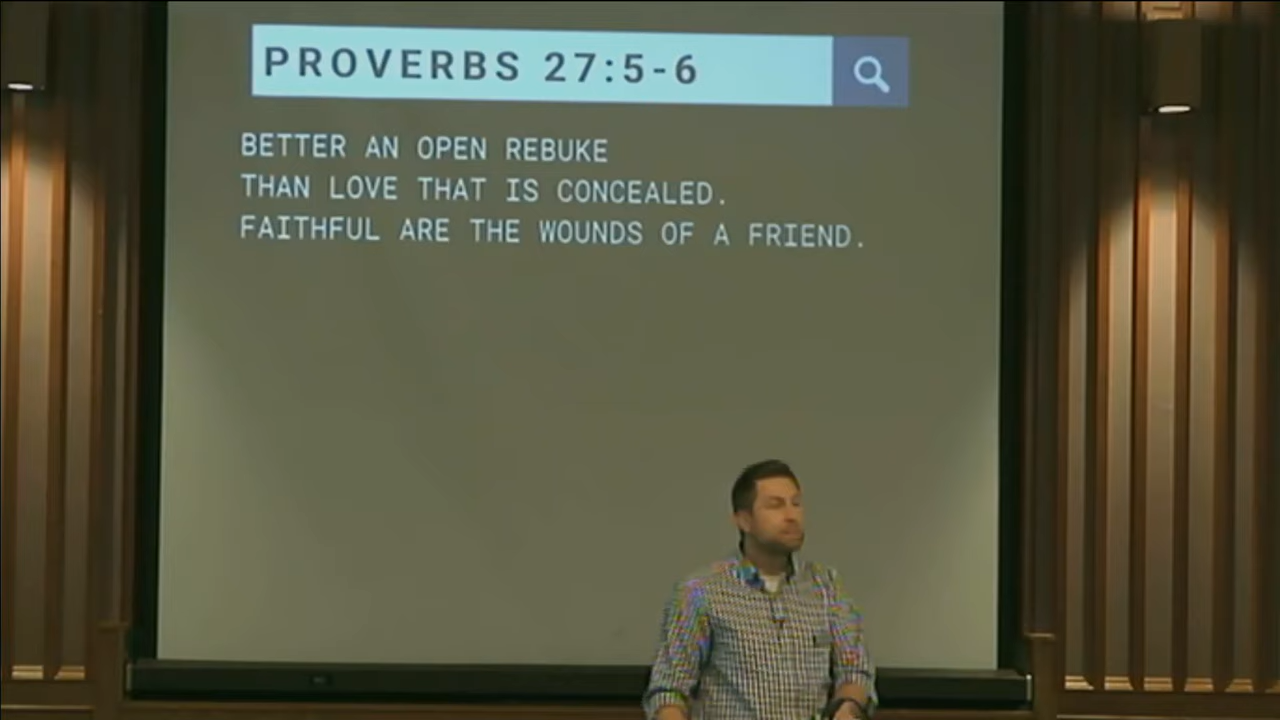 PROVERBS 27:5-6
BETTER AN OPEN REBUKE
THAN LOVE THAT IS CONCEALED.
FAITHFUL ARE THE WOUNDS OF A FRIEND.